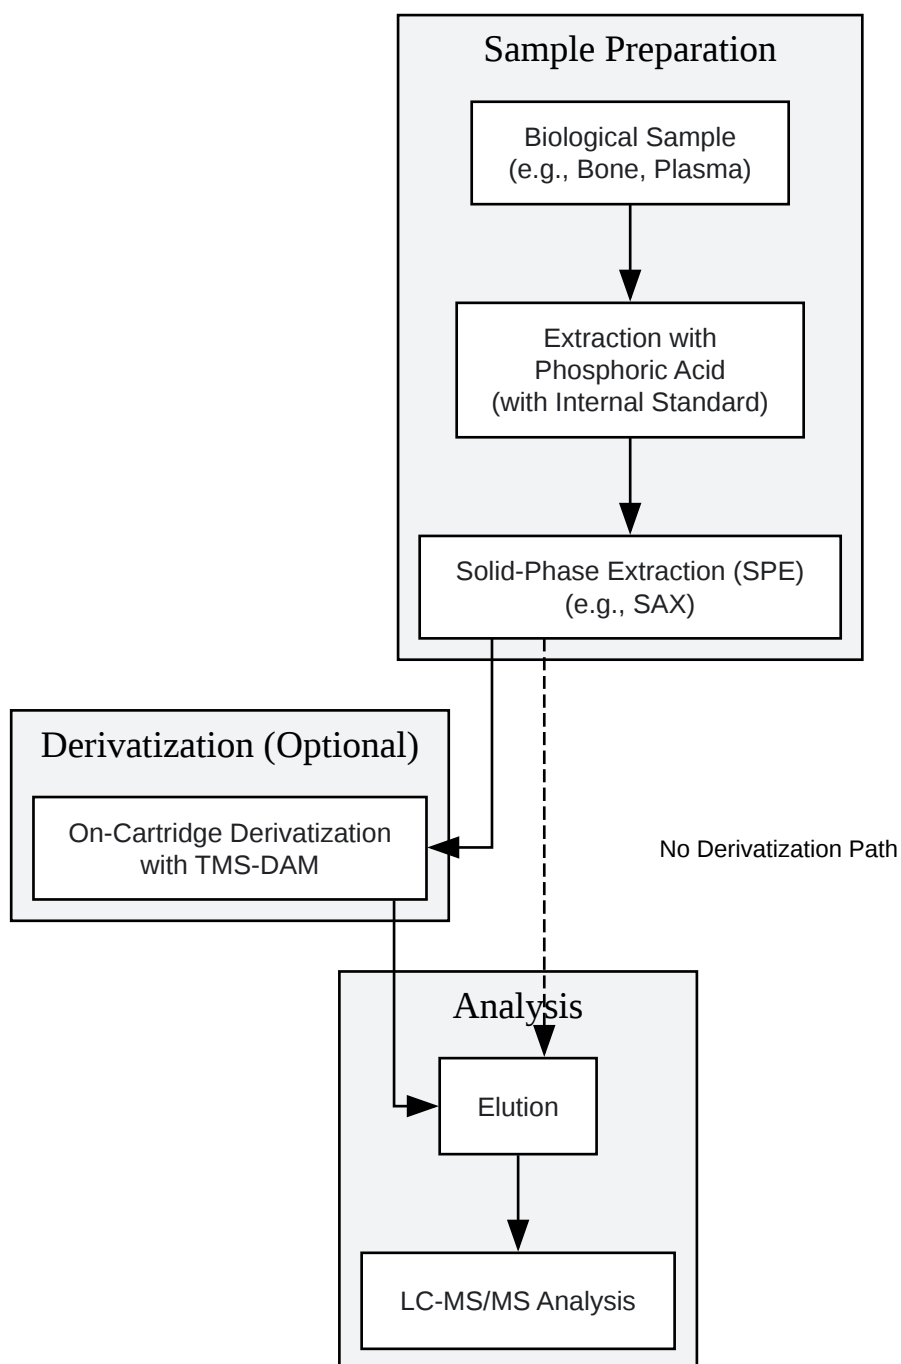 Sample Preparation
Biological Sample
(e.g., Bone, Plasma)
Extraction with
Phosphoric Acid
(with Internal Standard)
Solid-Phase Extraction (SPE)
(e.g., SAX)
Derivatization (Optional)
On-Cartridge Derivatization
with TMS-DAM
No Derivatization Path
Analysis
Elution
LC-MS/MS Analysis